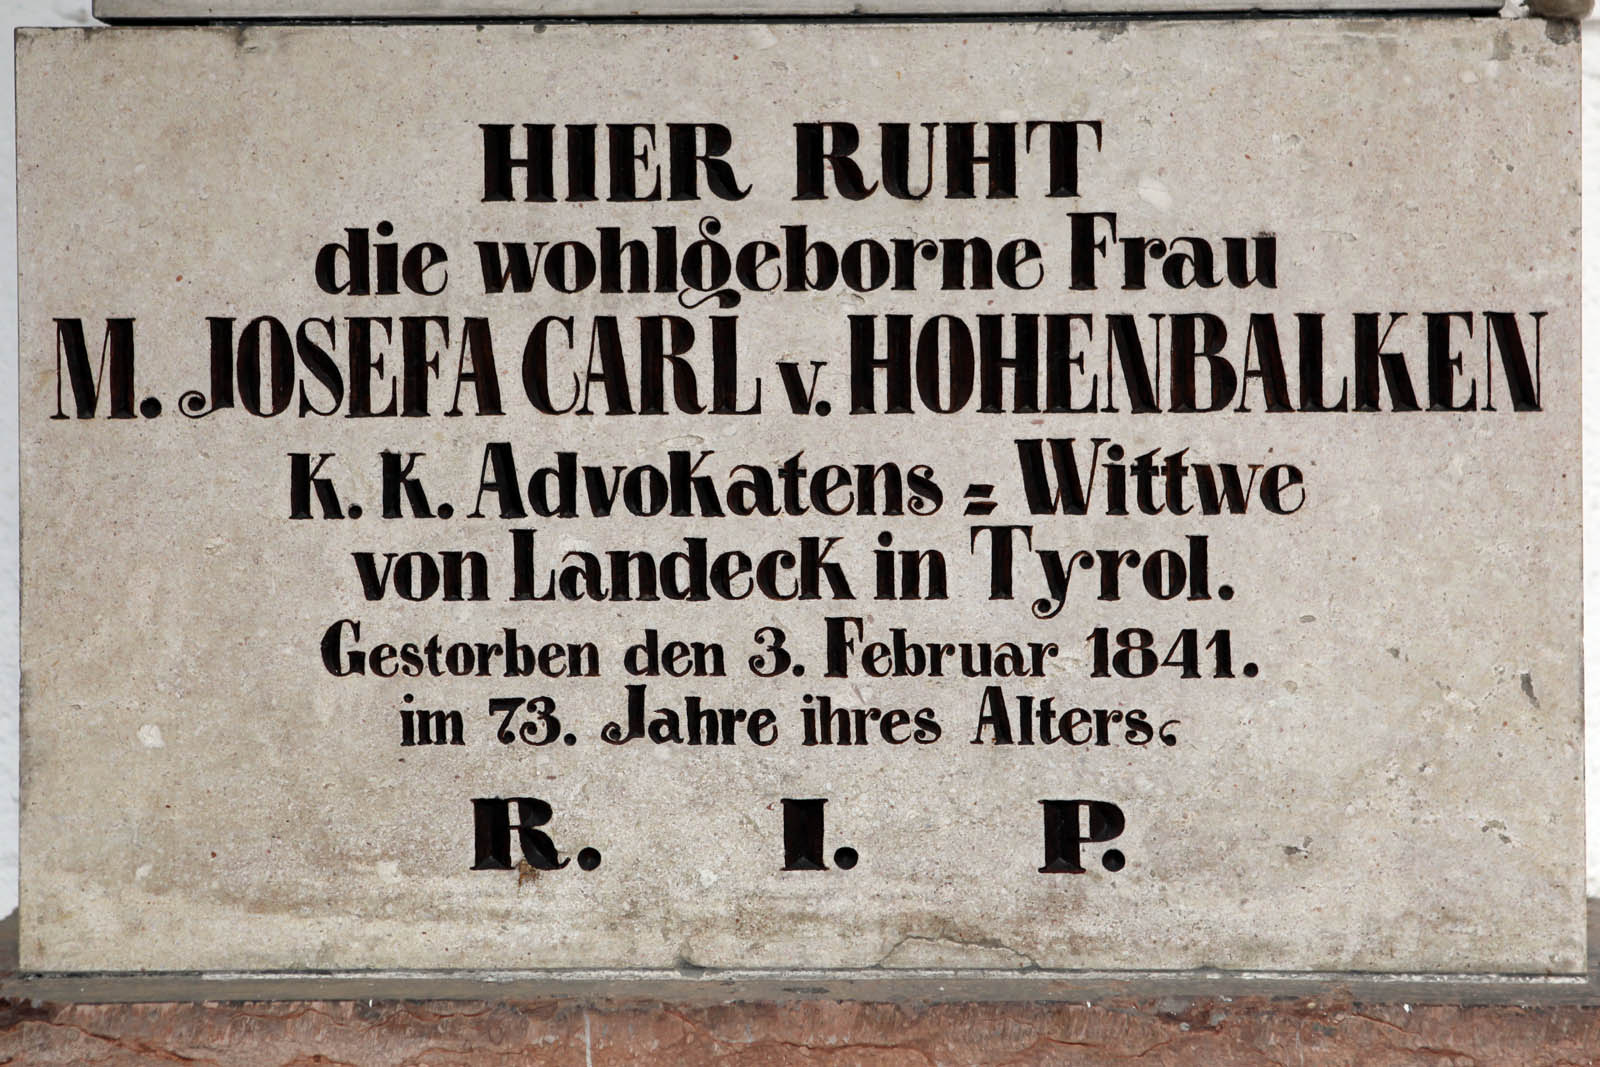 HIER RUHT
die wohlgeborne Frau
M. JOSEFA CARL v. HOHENBALKEN
K. K. Advokatens = Wittwe
von Landeck in Tyrol.
Gestorben den 3. Februar 1841.
im 73. Jahre ihres Alters.
R. I. P.